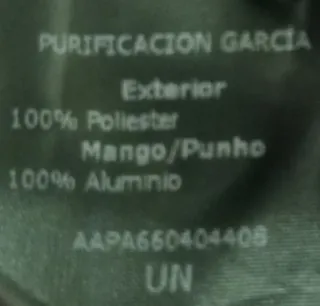 PURIFICACION GARCÍA
Exterior
100% Poliester
Mango/Punho
100% Aluminio
AAPA660404408
UN